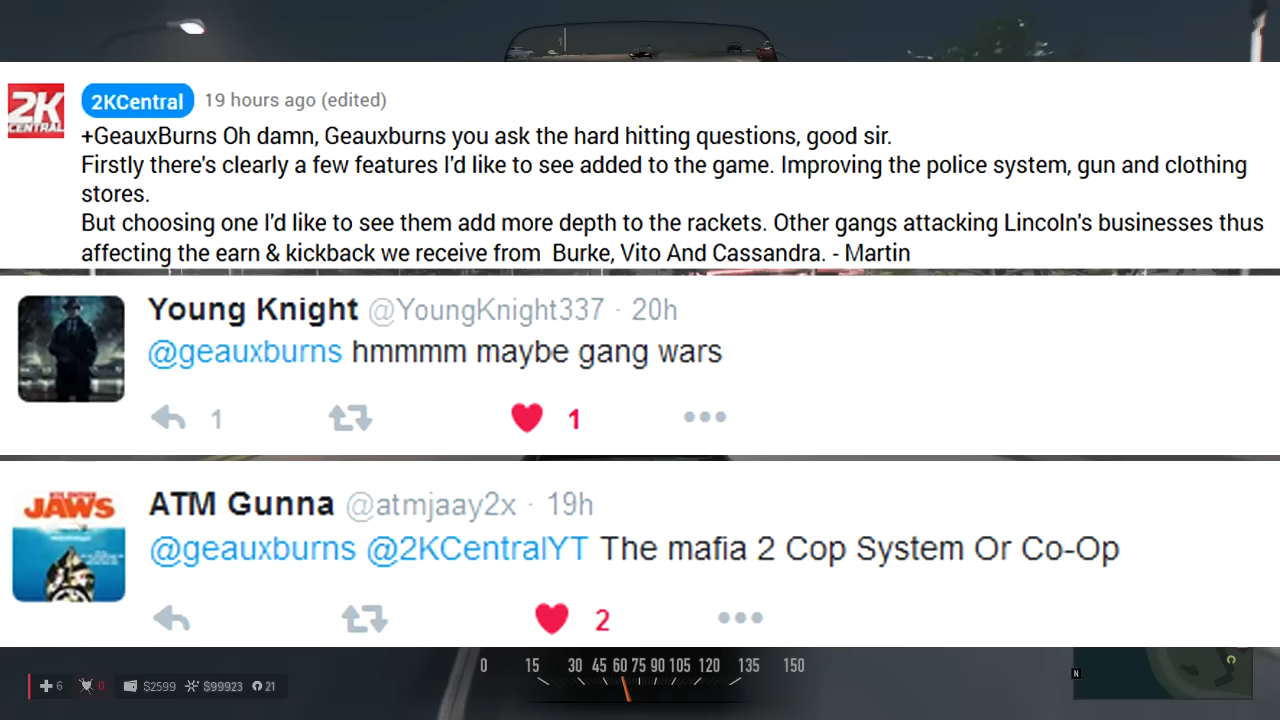 2K
CENTRAL
2KCentral 19 hours ago (edited)
+GeauxBurns Oh damn, Geauxburns you ask the hard hitting questions, good sir.
Firstly there's clearly a few features I'd like to see added to the game. Improving the police system, gun and clothing
stores.
But choosing one I'd like to see them add more depth to the rackets. Other gangs attacking Lincoln's businesses thus
affecting the earn & kickback we receive from Burke, Vito And Cassandra. - Martin
Young Knight @YoungKnight337 · 20h
@geauxburns hmmmm maybe gang wars
1 1
JAWS
ATM Gunna @atmjaay2x · 19h
@geauxburns @2KCentralYT The mafia 2 Cop System Or Co-Op
2
0 15 30 45 60 75 90 105 120 135 150
6 0 $2599 $99923 21
N